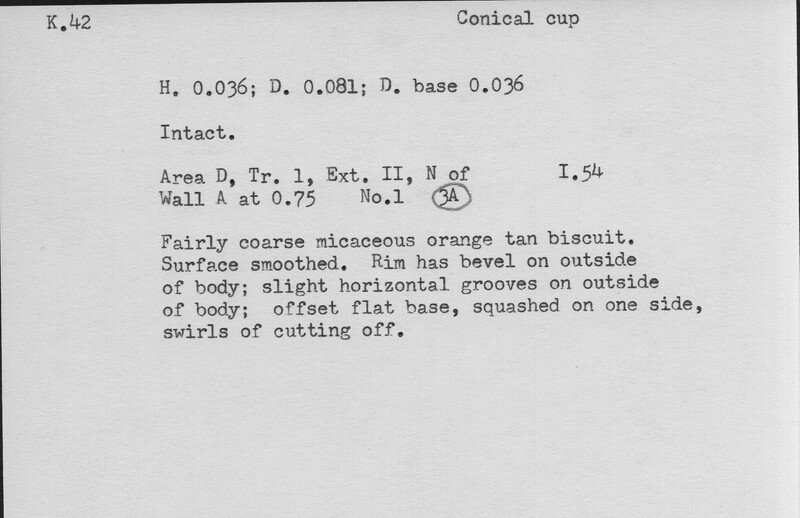 K.42 Conical cup
H. 0.036; D. 0.081; D. base 0.036
Intact.
Area D, Tr. 1, Ext. II, N of I.54
Wall A at 0.75 No.1 3A
Fairly coarse micaceous orange tan biscuit.
Surface smoothed. Rim has bevel on outside
of body; slight horizontal grooves on outside
of body; offset flat base, squashed on one side,
swirls of cutting off.